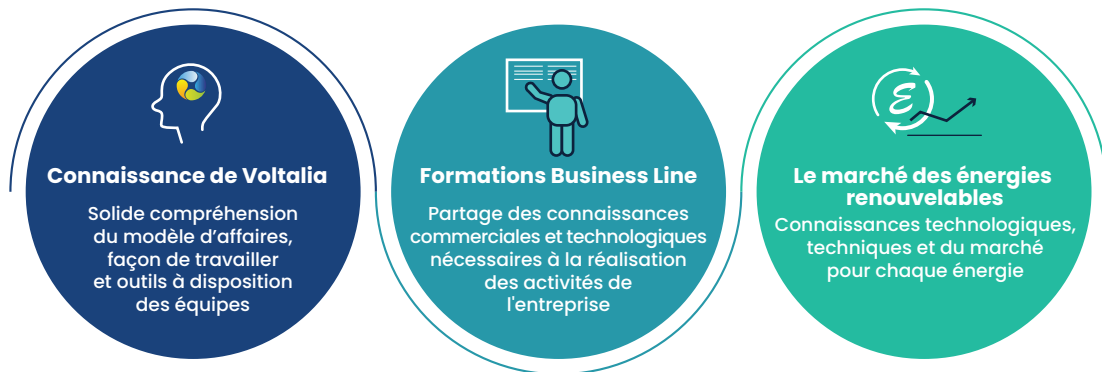 Connaissance de Voltalia
Solide compréhension
du modèle d’affaires,
façon de travailler
et outils à disposition
des équipes
Formations Business Line
Partage des connaissances
commerciales et technologiques
nécessaires à la réalisation
des activités de
l'entreprise
Le marché des énergies
renouvelables
Connaissances technologiques,
techniques et du marché
pour chaque énergie